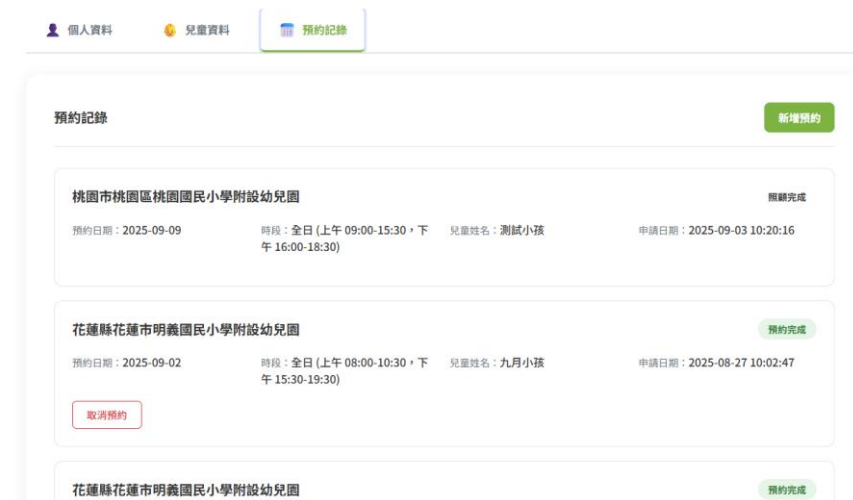 個人資料
兒童資料
預約記錄
預約記錄
新增預約
桃園市桃園區桃園國民小學附設幼兒園
照顧完成
預約日期：2025-09-09
時段：全日 (上午 09:00-15:30，下
午 16:00-18:30)
兒童姓名：測試小孩
申請日期：2025-09-03 10:20:16
花蓮縣花蓮市明義國民小學附設幼兒園
預約完成
預約日期：2025-09-02
時段：全日 (上午 08:00-10:30，下
午 15:30-19:30)
兒童姓名：九月小孩
申請日期：2025-08-27 10:02:47
取消預約
花蓮縣花蓮市明義國民小學附設幼兒園
預約完成